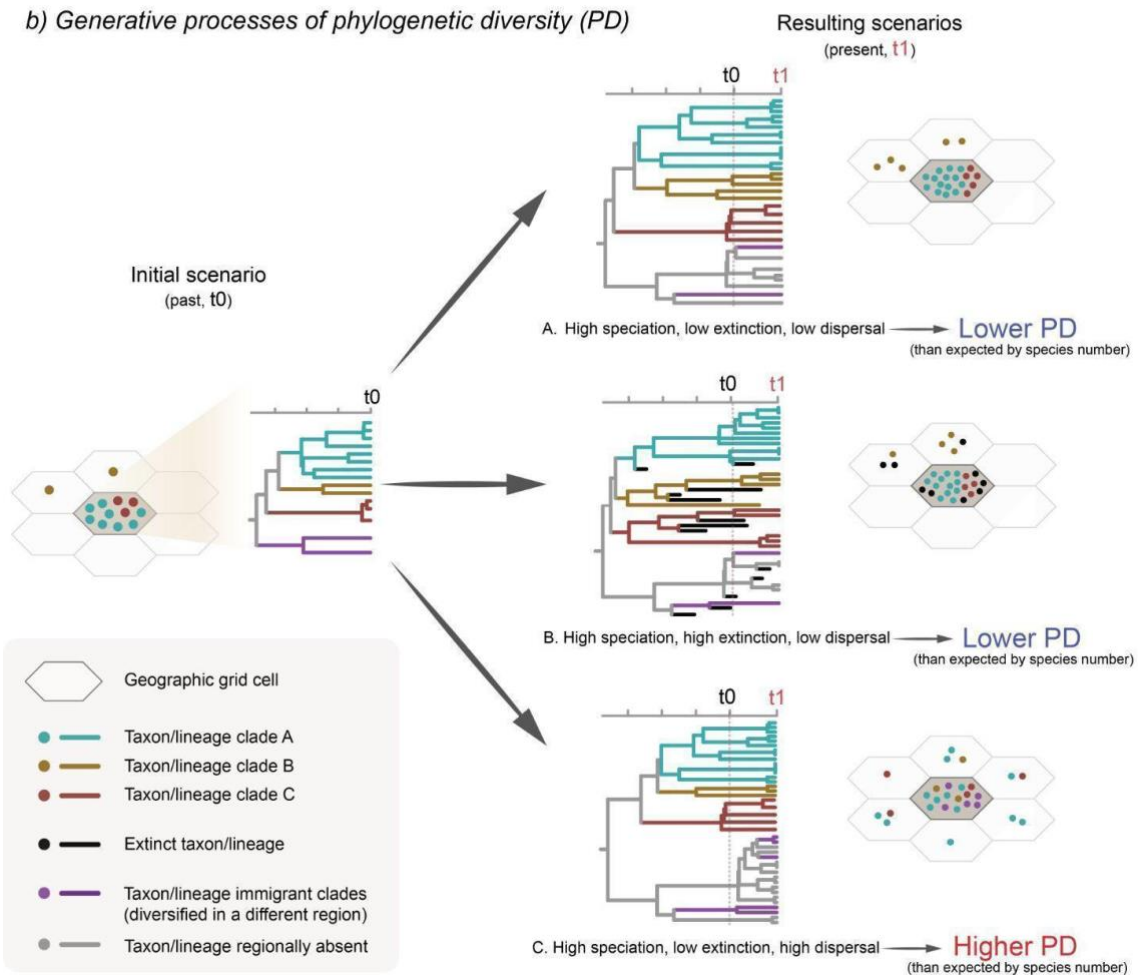 b) Generative processes of phylogenetic diversity (PD)
Resulting scenarios
(present, t1)
t0 t1
A. High speciation, low extinction, low dispersal
Lower PD
(than expected by species number)
Initial scenario
(past, t0)
t0
t0 t1
B. High speciation, high extinction, low dispersal
Lower PD
(than expected by species number)
t0 t1
C. High speciation, low extinction, high dispersal
Higher PD
(than expected by species number)
Geographic grid cell
Taxon/lineage clade A
Taxon/lineage clade B
Taxon/lineage clade C
Extinct taxon/lineage
Taxon/lineage immigrant clades
(diversified in a different region)
Taxon/lineage regionally absent